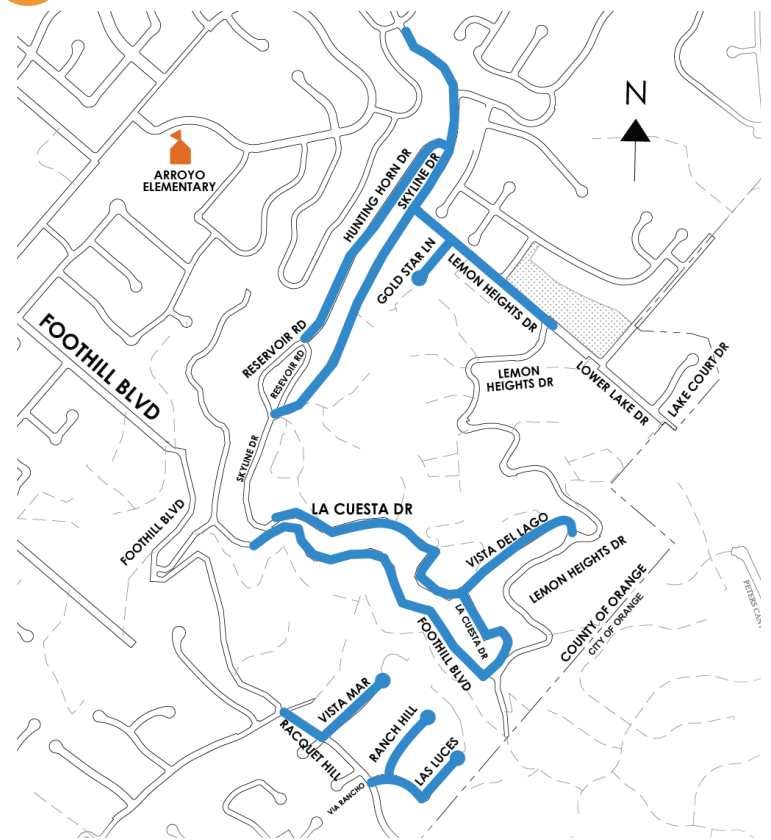 N
ARROYO
ELEMENTARY
HUNTING HORN DR
SKYLINE DR
GOLD STAR LN
LEMON HEIGHTS DR
FOOTHILL BLVD
RESERVOIR RD
RESEVOIR RD
LEMON
HEIGHTS DR
LOWER LAKE DR
LAKE COURT DR
SKYLINE DR
FOOTHILL BLVD
LA CUESTA DR
VISTA DEL LAGO
LEMON HEIGHTS DR
COUNTY OF ORANGE
CITY OF ORANGE
PETERS
LA CUESTA DR
FOOTHILL BLVD
VISTA MAR
RACQUET HILL
RANCH HILL
LAS LUCES
VIA RANCHO